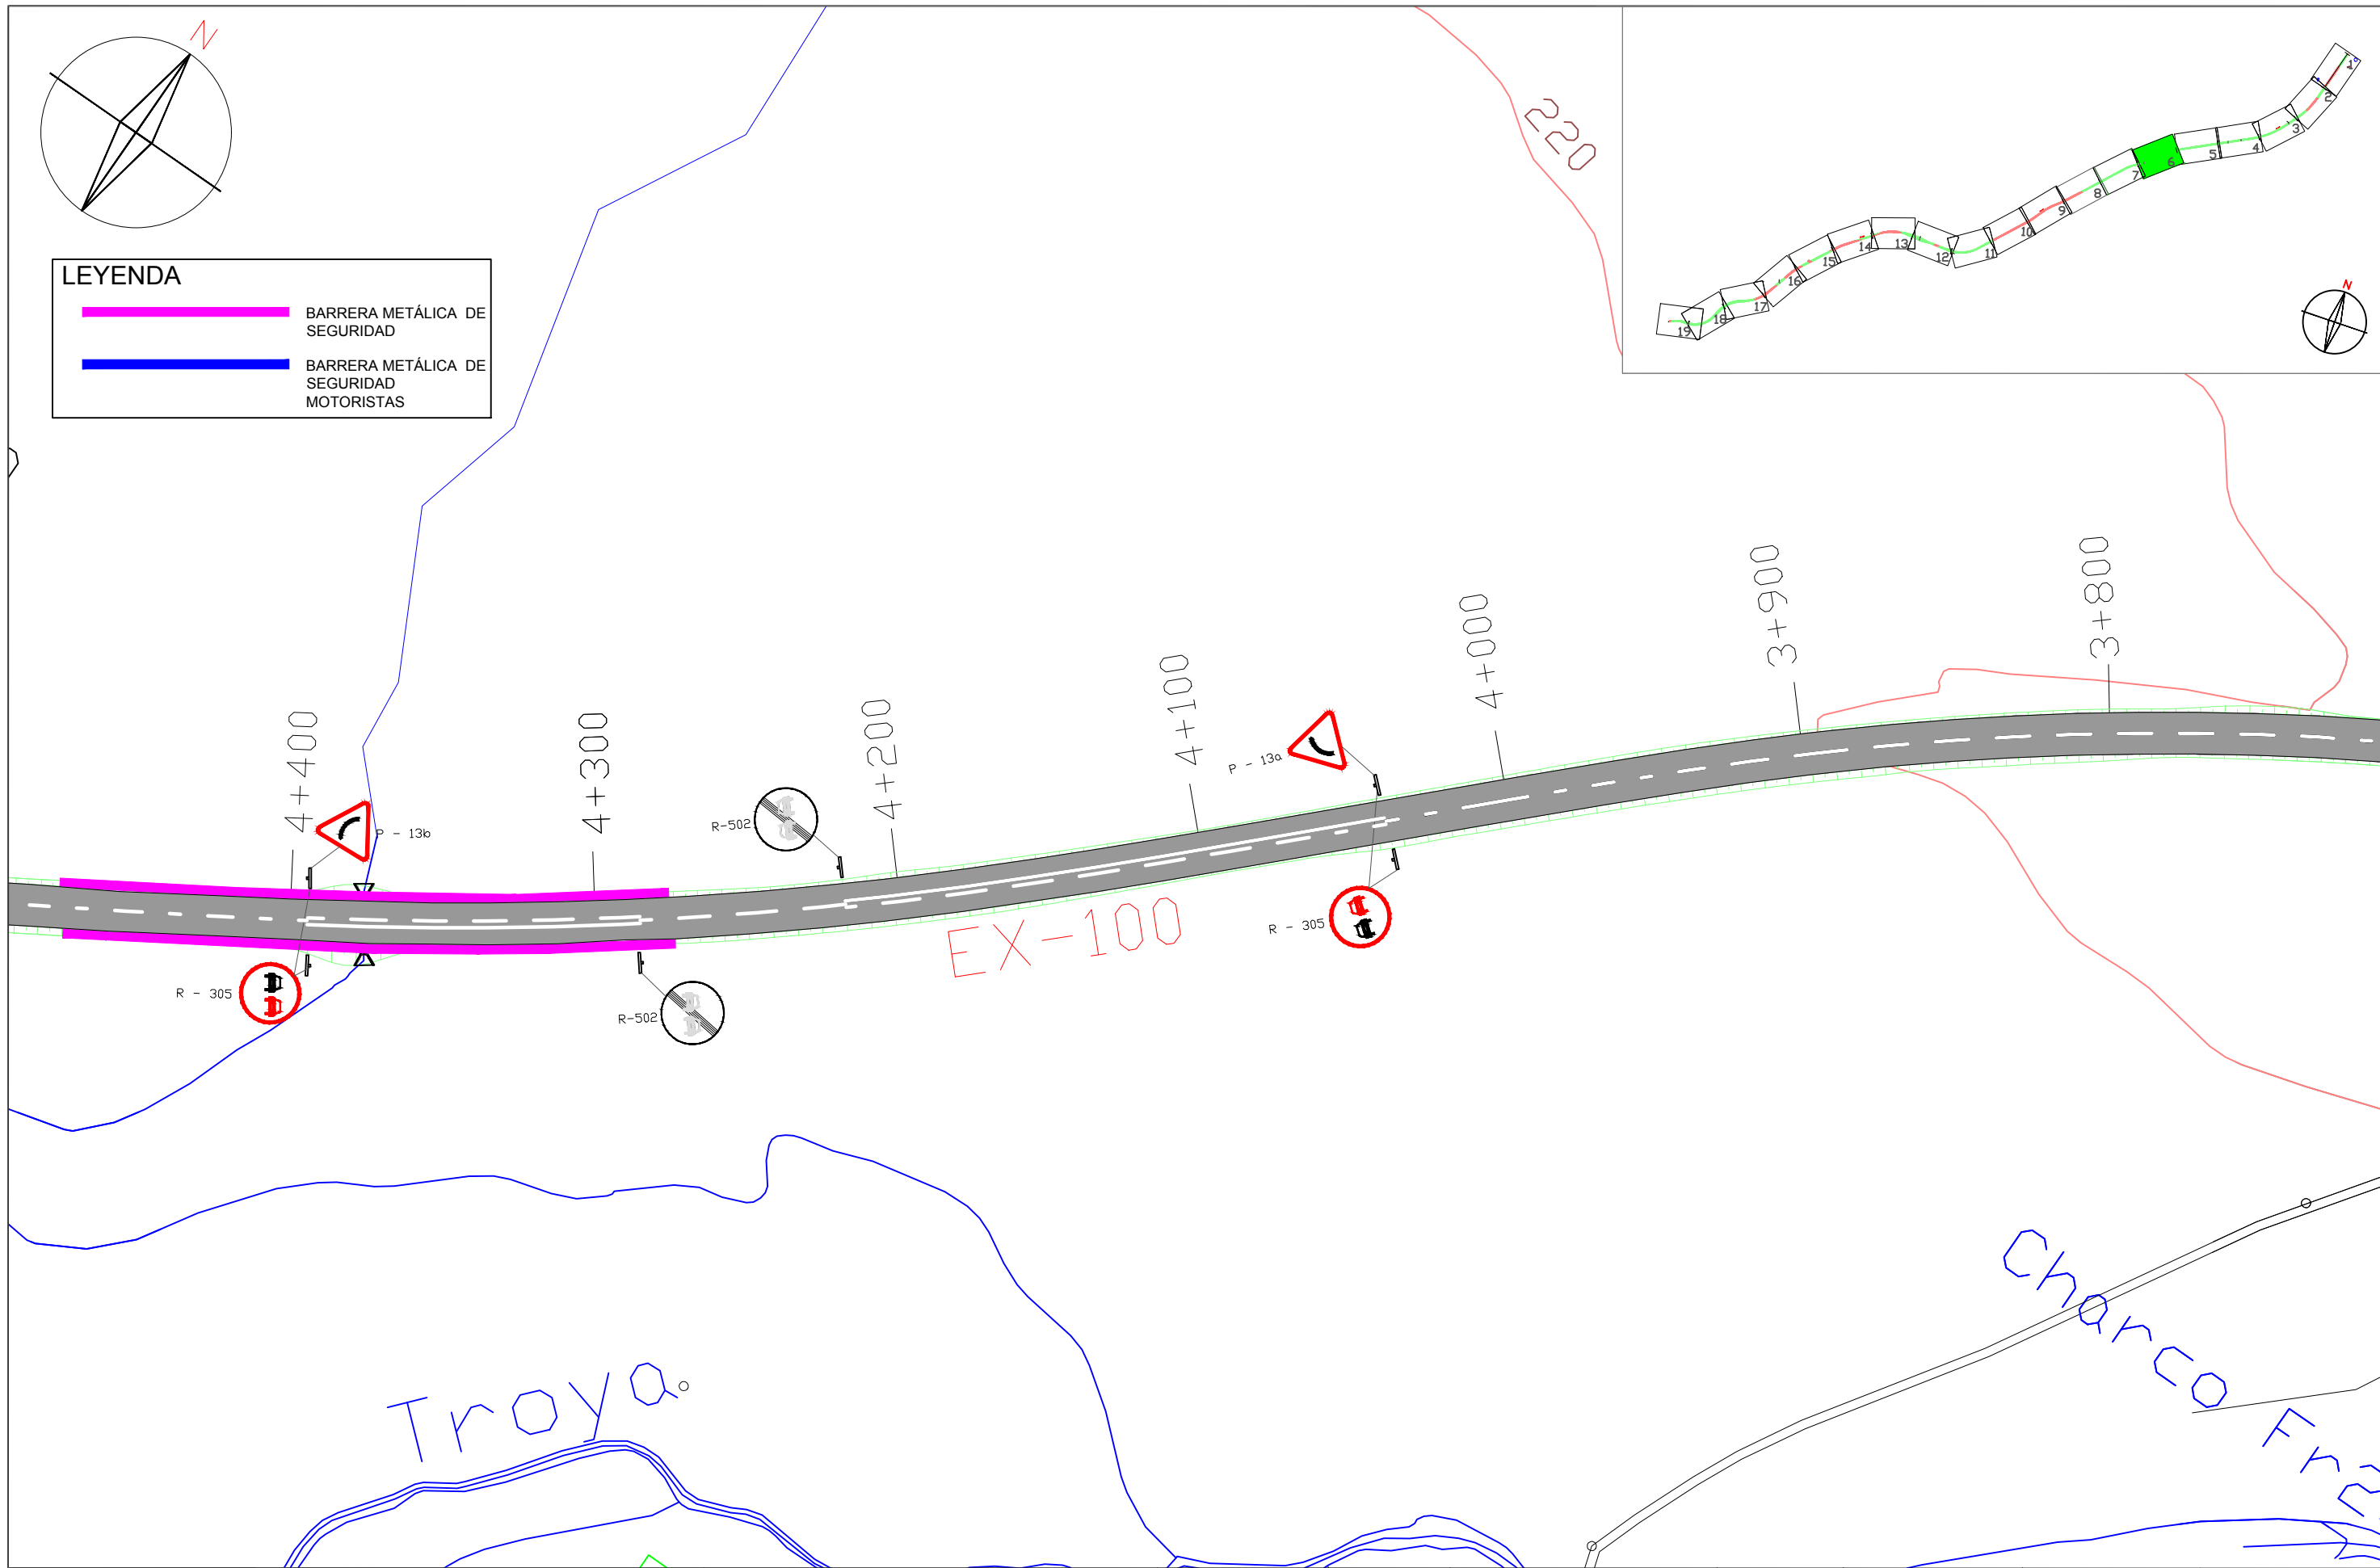 N
LEYENDA
BARRERA METÁLICA DE
SEGURIDAD
BARRERA METÁLICA DE
SEGURIDAD
MOTORISTAS
220
1
2
3
4
5
6
7
8
9
10
11
12
13
14
15
16
17
18
19
N
4+400
4+300
4+200
4+100
4+000
3+900
3+800
P - 13b
R-502
P - 13a
R - 305
R-502
R - 305
EX-100
Troya
Charco